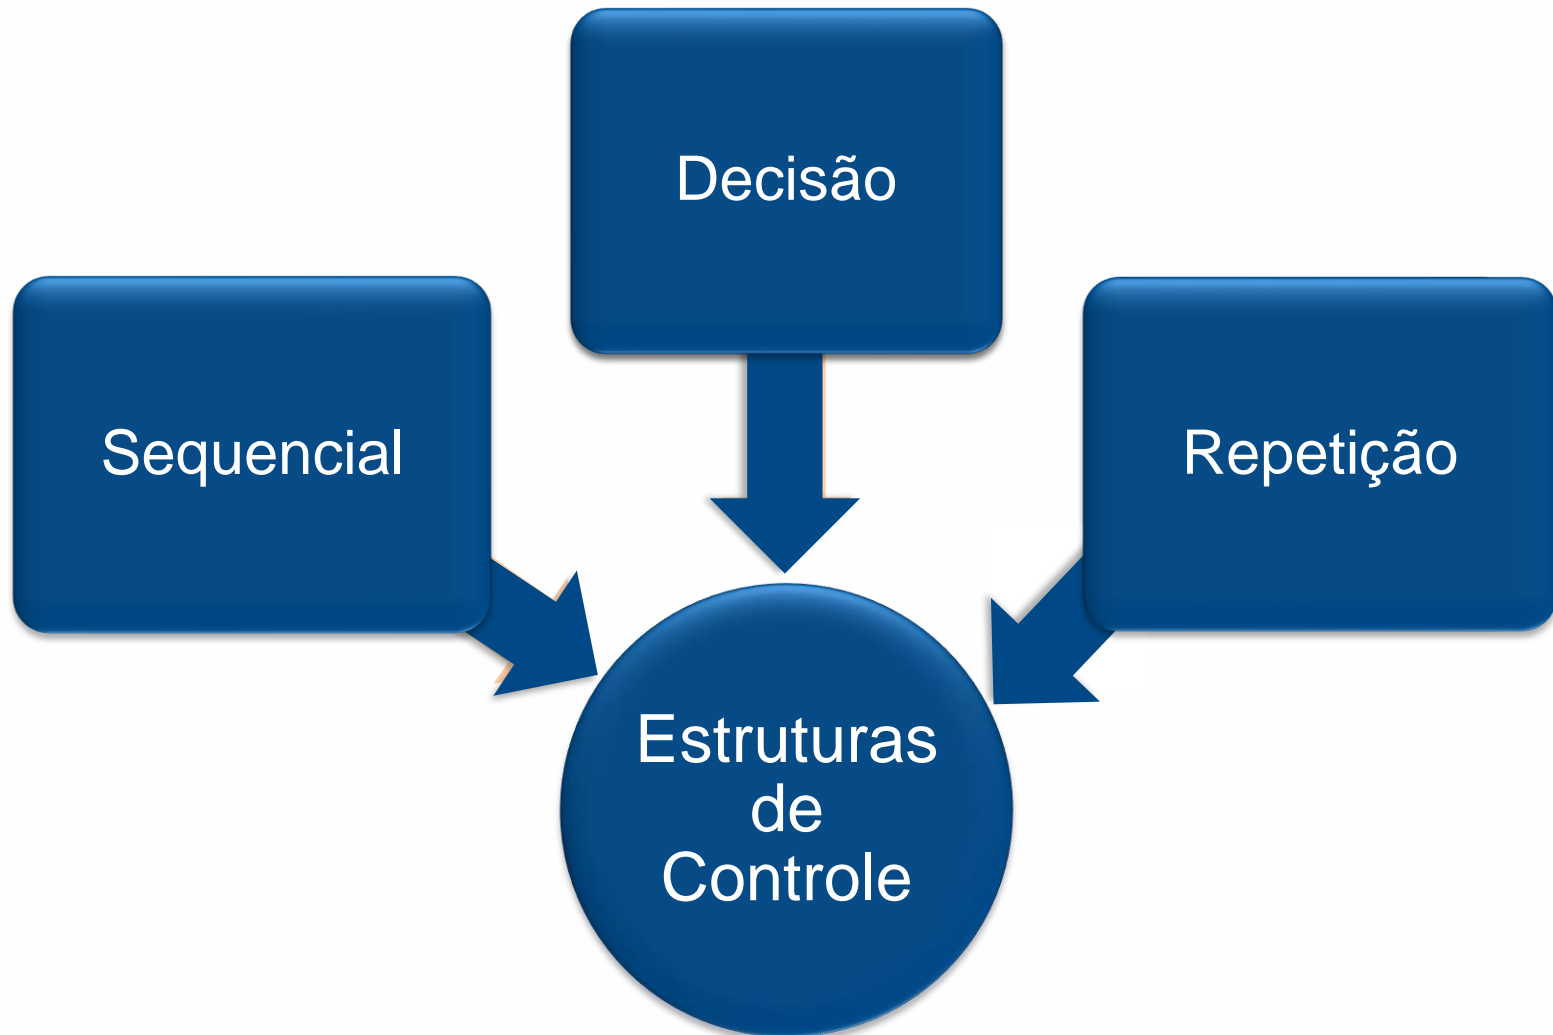 Decisão
Sequencial
Repetição
Estruturas
de
Controle